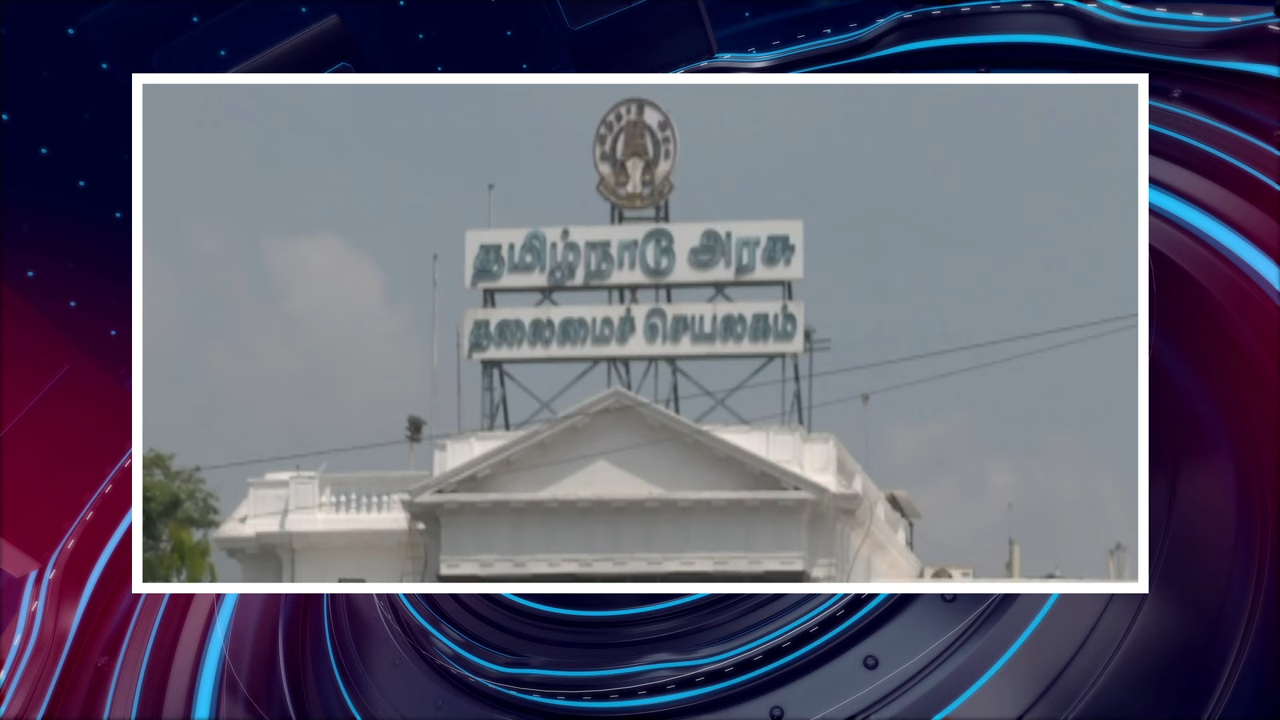 தமிழ்நாடு அரசு
தலைமைச் செயலகம்